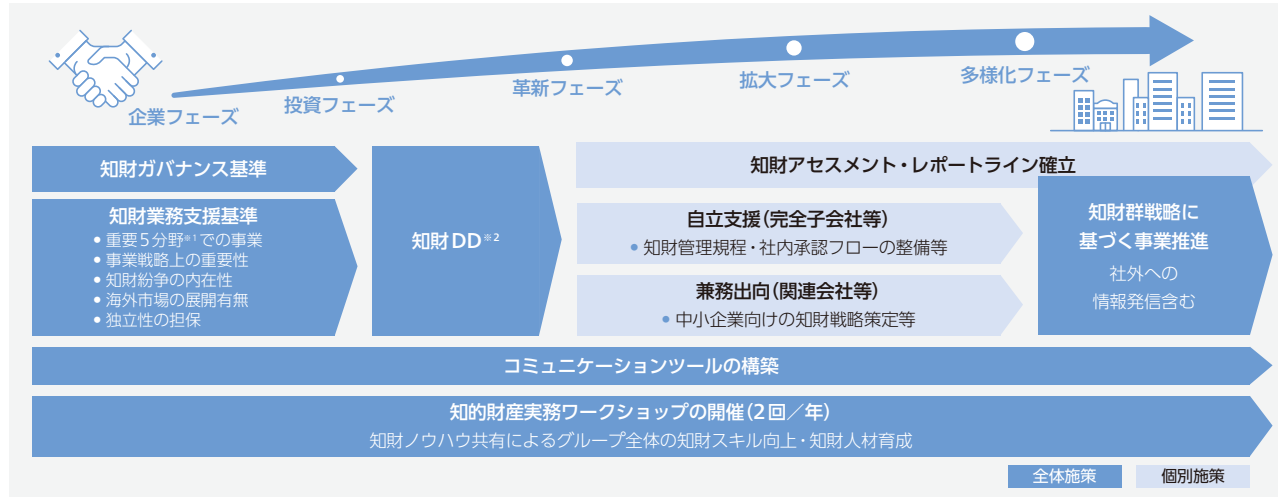 企業フェーズ
投資フェーズ
革新フェーズ
拡大フェーズ
多様化フェーズ
知財ガバナンス基準
知財業務支援基準
• 重要5分野※1での事業
• 事業戦略上の重要性
• 知財紛争の内在性
• 海外市場の展開有無
• 独立性の担保
知財DD※2
知財アセスメント・レポートライン確立
自立支援(完全子会社等)
• 知財管理規程・社内承認フローの整備等
兼務出向(関連会社等)
• 中小企業向けの知財戦略策定等
知財群戦略に
基づく事業推進
社外への
情報発信含む
コミュニケーションツールの構築
知的財産実務ワークショップの開催(2回/年)
知財ノウハウ共有によるグループ全体の知財スキル向上・知財人材育成
全体施策
個別施策